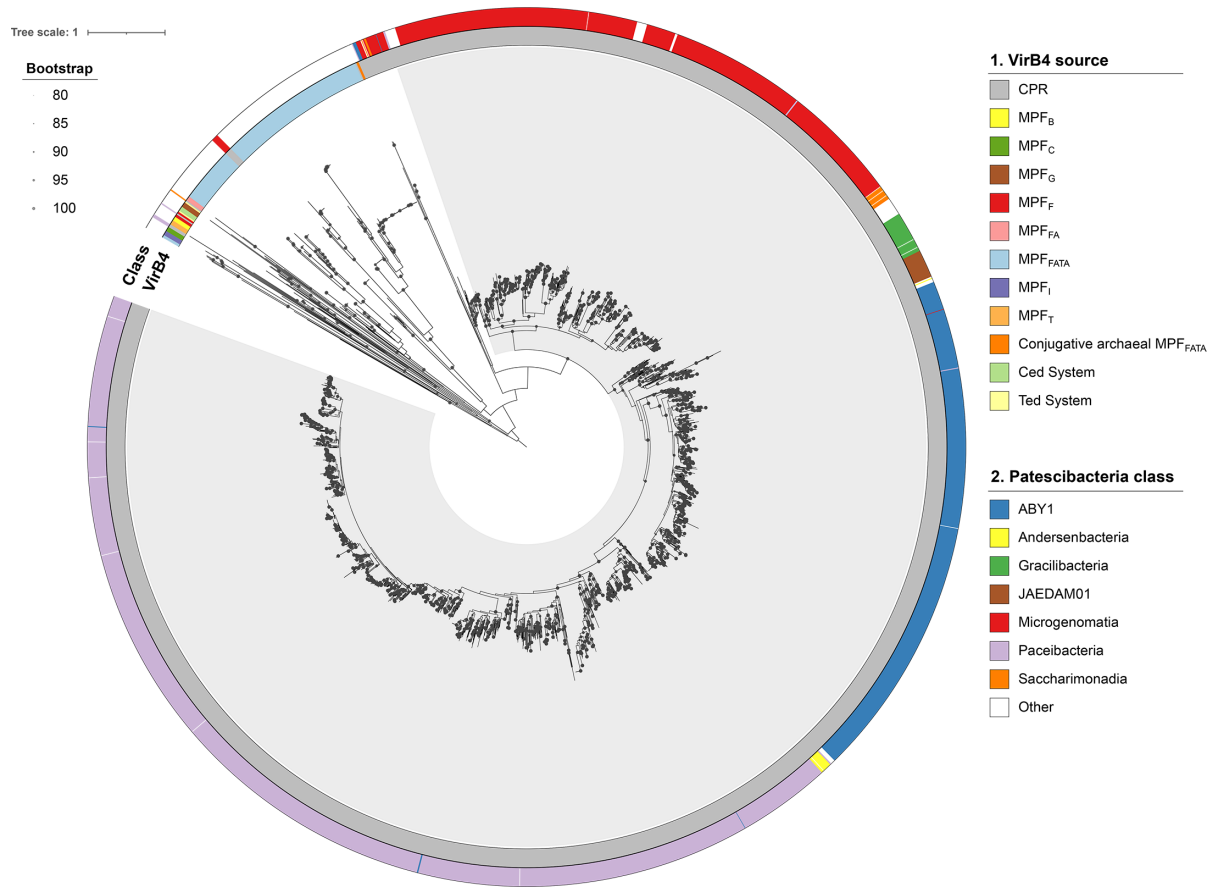 Tree scale: 1
Bootstrap
80
85
90
95
100
Class
VirB4
1. VirB4 source
CPR
MPF_B
MPF_C
MPF_G
MPF_F
MPF_FA
MPF_FATA
MPF_I
MPF_T
Conjugative archaeal MPF_FATA
Ced System
Ted System
2. Patescibacteria class
ABY1
Andersenbacteria
Gracilibacteria
JAEDAM01
Microgenomatia
Paceibacteria
Saccharimonadia
Other